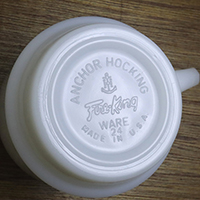 ANCHOR HOCKING
Fire-King
WARE
24
MADE IN U.S.A.